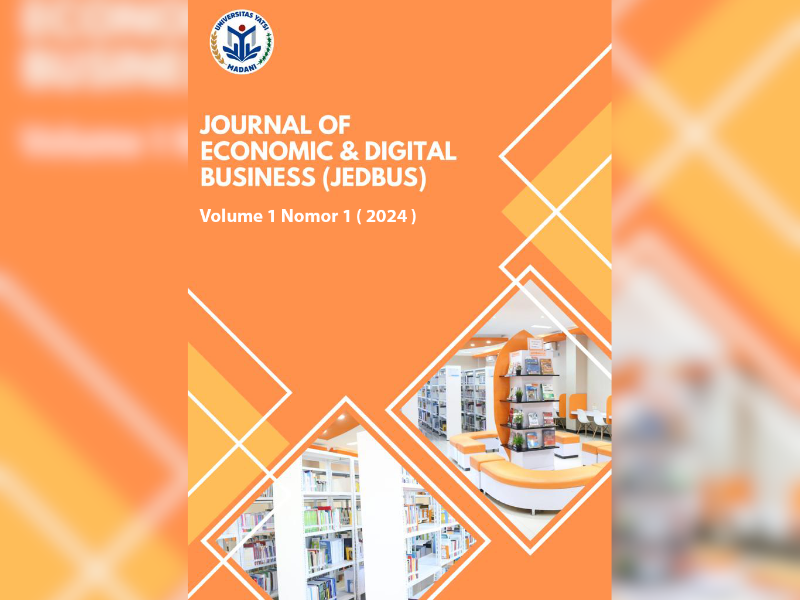 UNIVERSITAS YATSI
MADANI
JOURNAL OF
ECONOMIC & DIGITAL
BUSINESS (JEDBUS)
Volume 1 Nomor 1 ( 2024 )